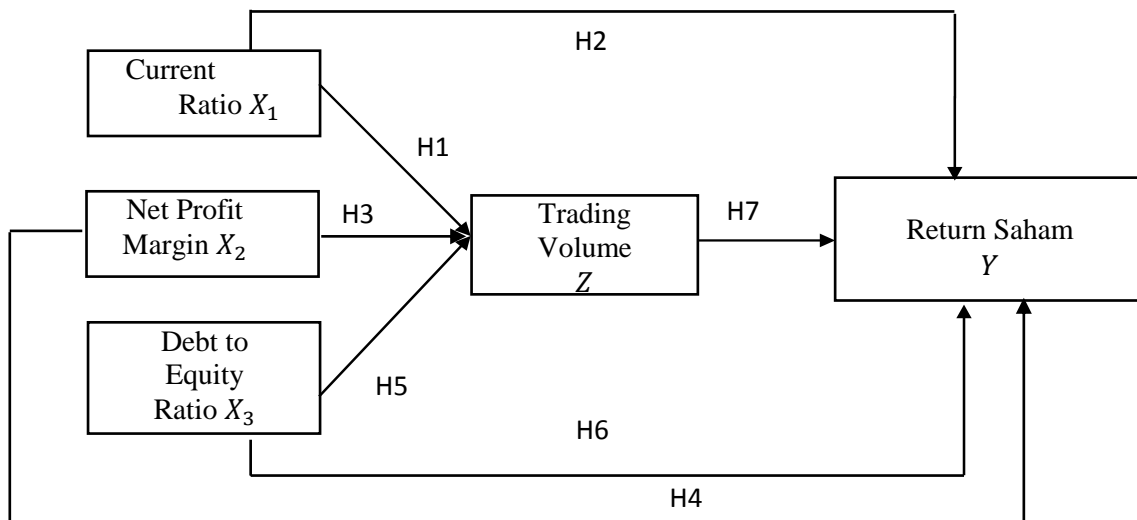 H2
Current
Ratio X₁
H1
Net Profit
Margin X₂
H3
Trading
Volume
Z
H7
Return Saham
Y
Debt to
Equity
Ratio X₃
H5
H6
H4